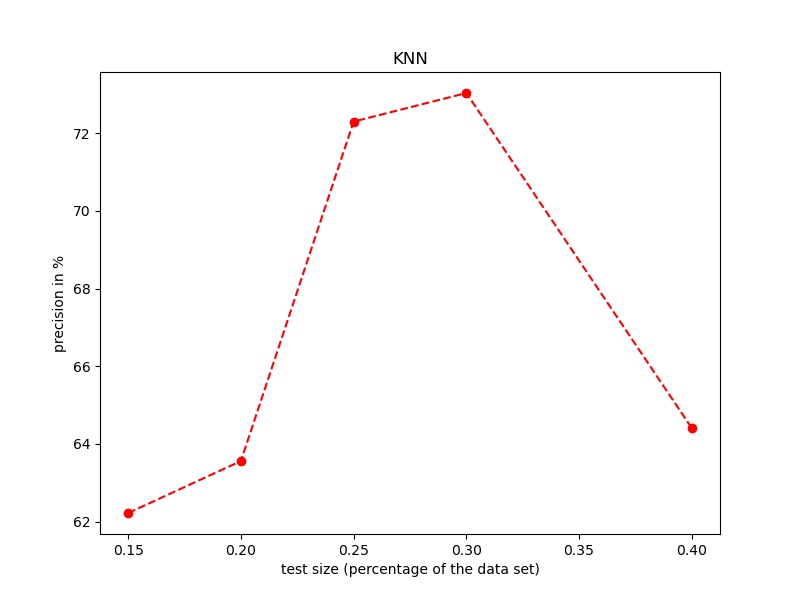 KNN
72
70
68
66
64
62
precision in %
0.15 0.20 0.25 0.30 0.35 0.40
test size (percentage of the data set)